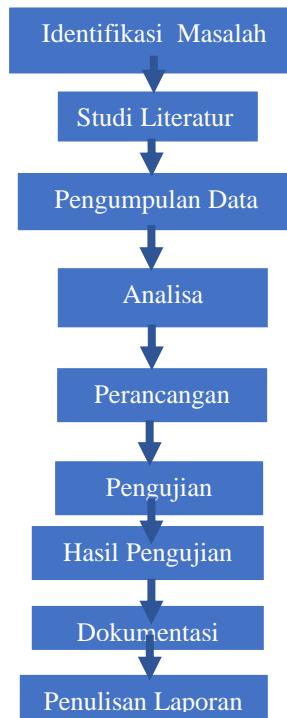 Identifikasi  Masalah
Studi Literatur
Pengumpulan Data
Analisa
Perancangan
Pengujian
Hasil Pengujian
Dokumentasi
Penulisan Laporan